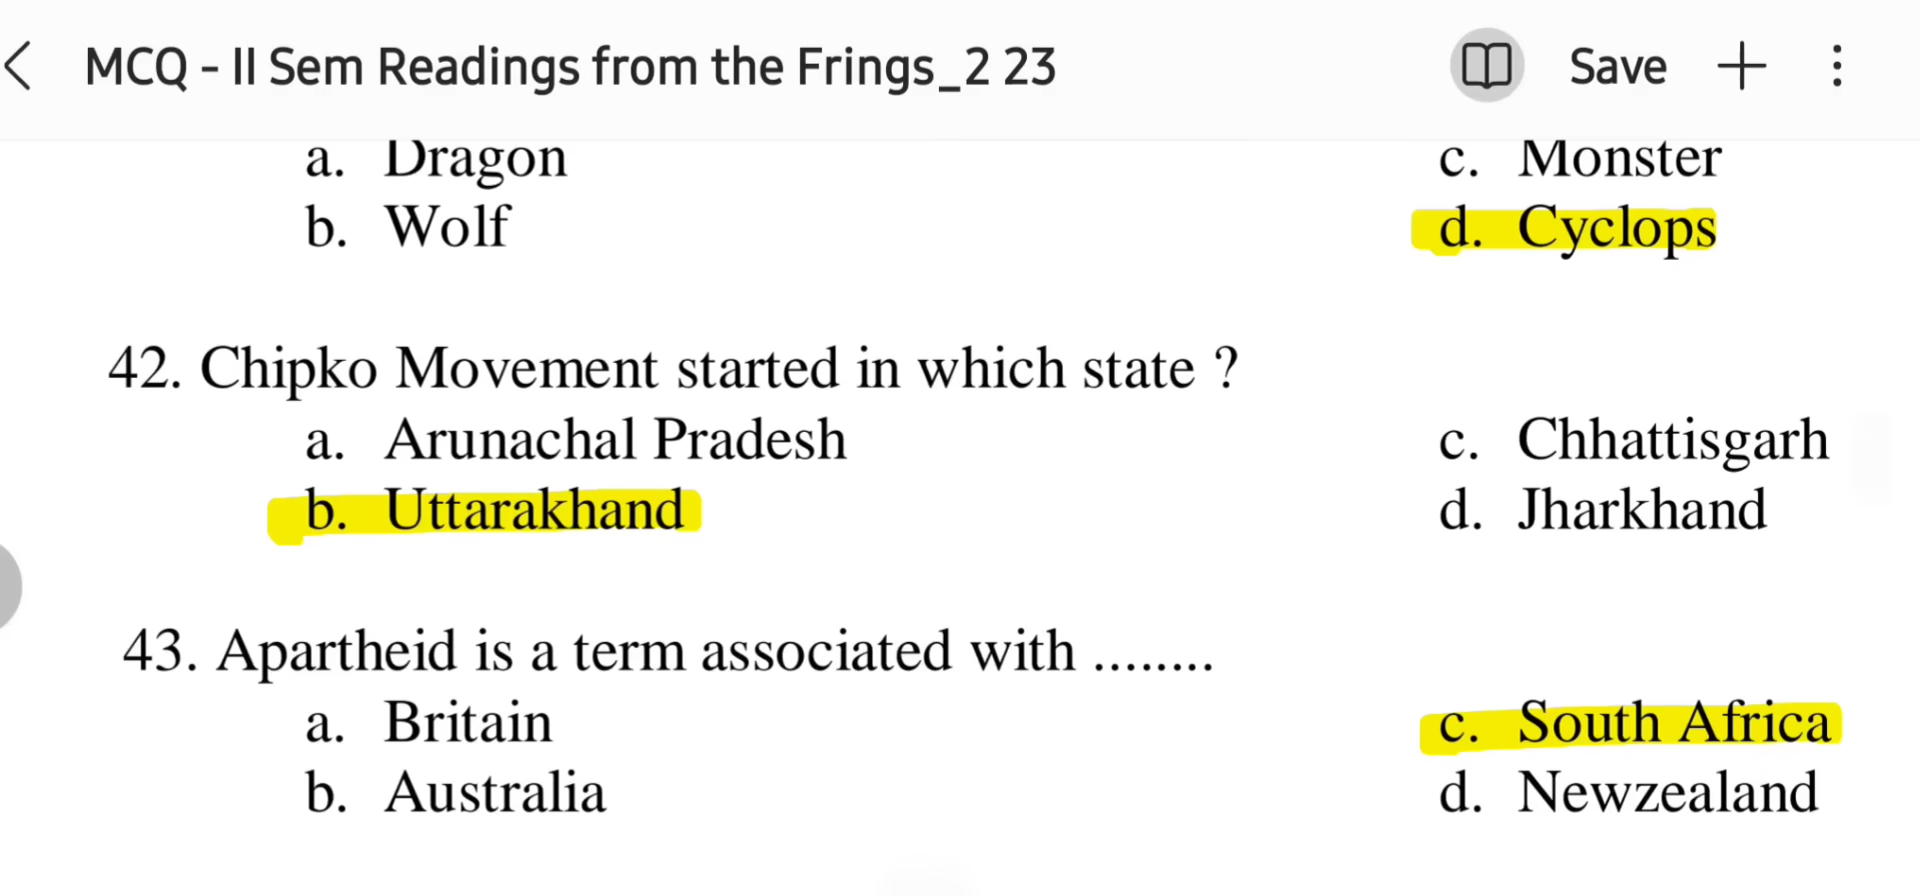 MCQ - II Sem Readings from the Frings_2 23 Save
a. Dragon c. Monster
b. Wolf d. Cyclops
42. Chipko Movement started in which state ?
a. Arunachal Pradesh c. Chhattisgarh
b. Uttarakhand d. Jharkhand
43. Apartheid is a term associated with ........
a. Britain c. South Africa
b. Australia d. Newzealand